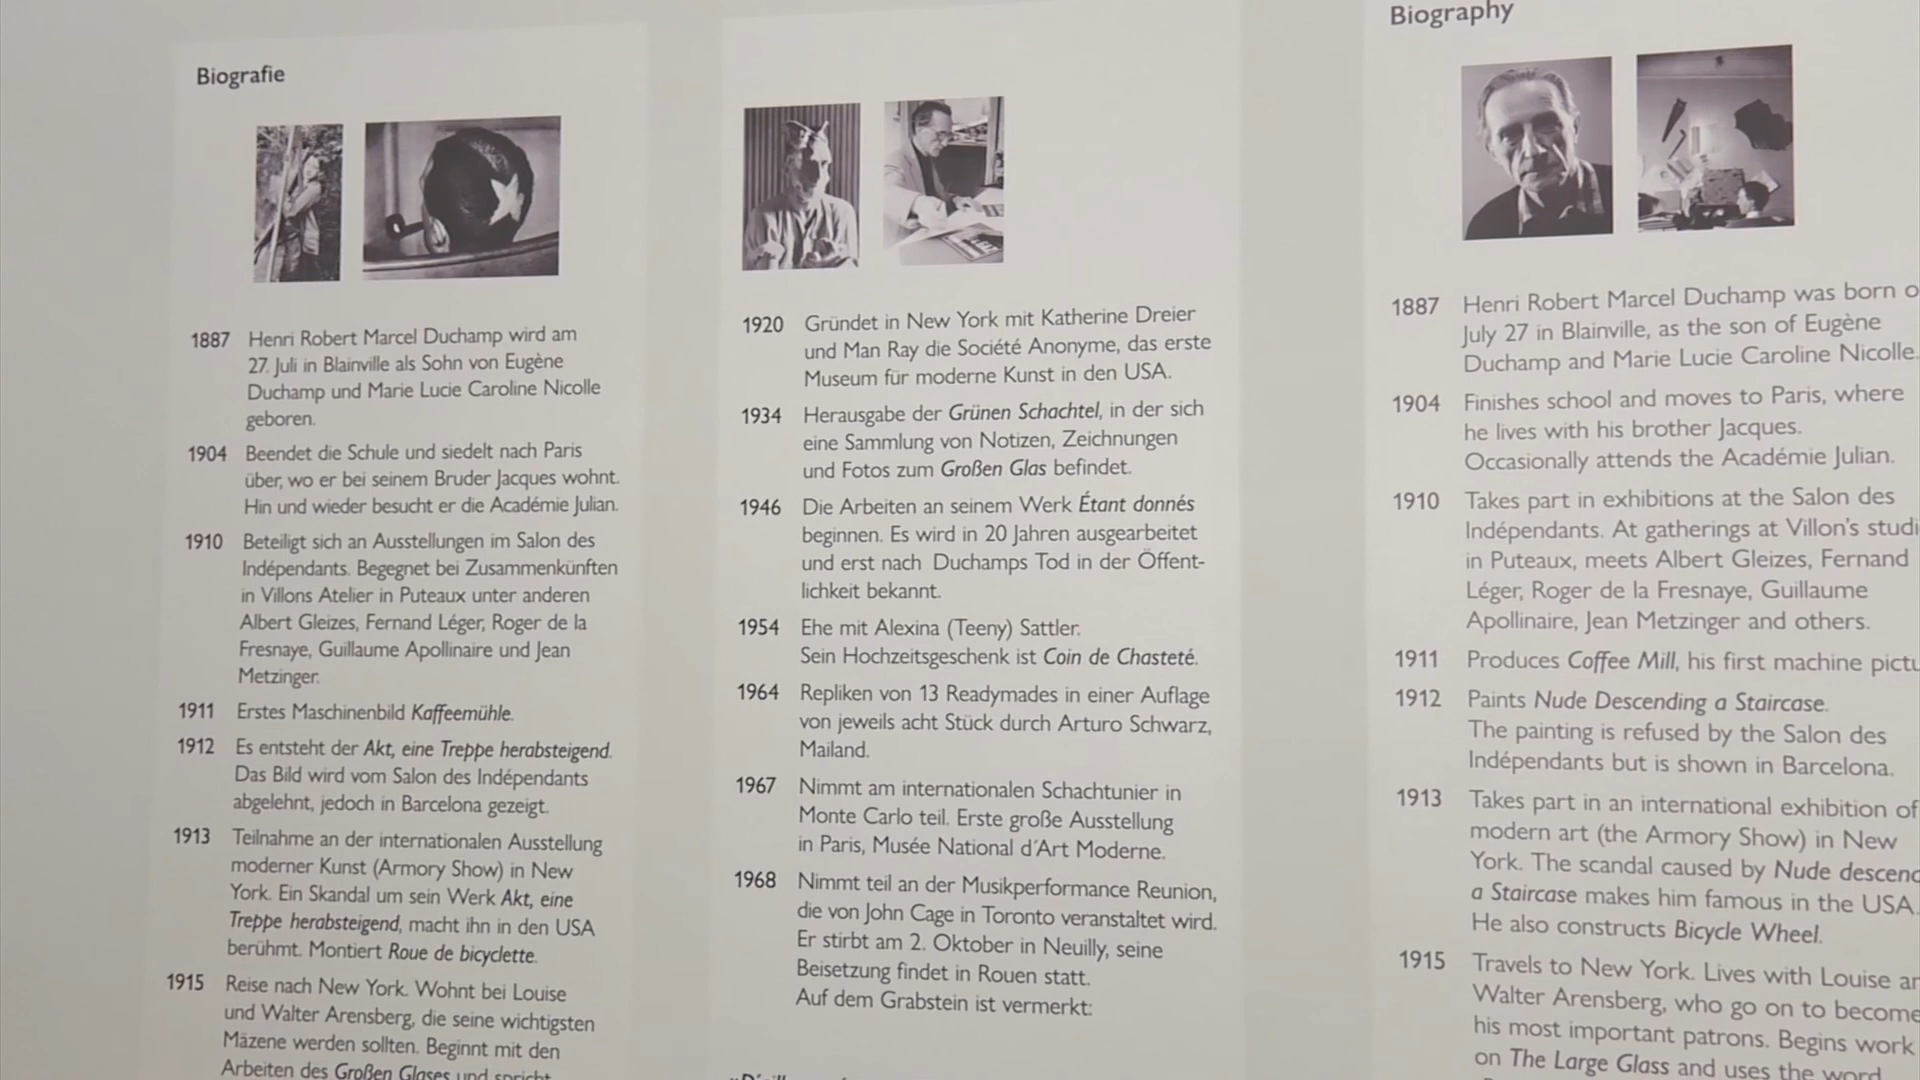 Biografie
1887 Henri Robert Marcel Duchamp wird am
27. Juli in Blainville als Sohn von Eugène
Duchamp und Marie Lucie Caroline Nicolle
geboren.
1904 Beendet die Schule und siedelt nach Paris
über, wo er bei seinem Bruder Jacques wohnt.
Hin und wieder besucht er die Académie Julian.
1910 Beteiligt sich an Ausstellungen im Salon des
Indépendants. Begegnet bei Zusammenkünften
in Villons Atelier in Puteaux unter anderen
Albert Gleizes, Fernand Léger, Roger de la
Fresnaye, Guillaume Apollinaire und Jean
Metzinger.
1911 Erstes Maschinenbild Kaffeemühle.
1912 Es entsteht der Akt, eine Treppe herabsteigend.
Das Bild wird vom Salon des Indépendants
abgelehnt, jedoch in Barcelona gezeigt.
1913 Teilnahme an der internationalen Ausstellung
moderner Kunst (Armory Show) in New
York. Ein Skandal um sein Werk Akt, eine
Treppe herabsteigend, macht ihn in den USA
berühmt. Montiert Roue de bicyclette.
1915 Reise nach New York. Wohnt bei Louise
und Walter Arensberg, die seine wichtigsten
Mäzene werden sollten. Beginnt mit den
Arbeiten des Großen Glases und spricht
1920 Gründet in New York mit Katherine Dreier
und Man Ray die Société Anonyme, das erste
Museum für moderne Kunst in den USA.
1934 Herausgabe der Grünen Schachtel, in der sich
eine Sammlung von Notizen, Zeichnungen
und Fotos zum Großen Glas befindet.
1946 Die Arbeiten an seinem Werk Étant donnés
beginnen. Es wird in 20 Jahren ausgearbeitet
und erst nach Duchamps Tod in der Öffent-
lichkeit bekannt.
1954 Ehe mit Alexina (Teeny) Sattler.
Sein Hochzeitsgeschenk ist Coin de Chasteté.
1964 Repliken von 13 Readymades in einer Auflage
von jeweils acht Stück durch Arturo Schwarz,
Mailand.
1967 Nimmt am internationalen Schachtunier in
Monte Carlo teil. Erste große Ausstellung
in Paris, Musée National d'Art Moderne.
1968 Nimmt teil an der Musikperformance Reunion,
die von John Cage in Toronto veranstaltet wird.
Er stirbt am 2. Oktober in Neuilly, seine
Beisetzung findet in Rouen statt.
Auf dem Grabstein ist vermerkt:
Biography
1887 Henri Robert Marcel Duchamp was born
July 27 in Blainville, as the son of Eugène
Duchamp and Marie Lucie Caroline Nicolle.
1904 Finishes school and moves to Paris, where
he lives with his brother Jacques.
Occasionally attends the Académie Julian.
1910 Takes part in exhibitions at the Salon des
Indépendants. At gatherings at Villon's studi
in Puteaux, meets Albert Gleizes, Fernand
Léger, Roger de la Fresnaye, Guillaume
Apollinaire, Jean Metzinger and others.
1911 Produces Coffee Mill, his first machine pictu
1912 Paints Nude Descending a Staircase.
The painting is refused by the Salon des
Indépendants but is shown in Barcelona.
1913 Takes part in an international exhibition of
modern art (the Armory Show) in New
York. The scandal caused by Nude descend
a Staircase makes him famous in the USA.
He also constructs Bicycle Wheel.
1915 Travels to New York. Lives with Louise an
Walter Arensberg, who go on to become
his most important patrons. Begins work
on The Large Glass and uses the word